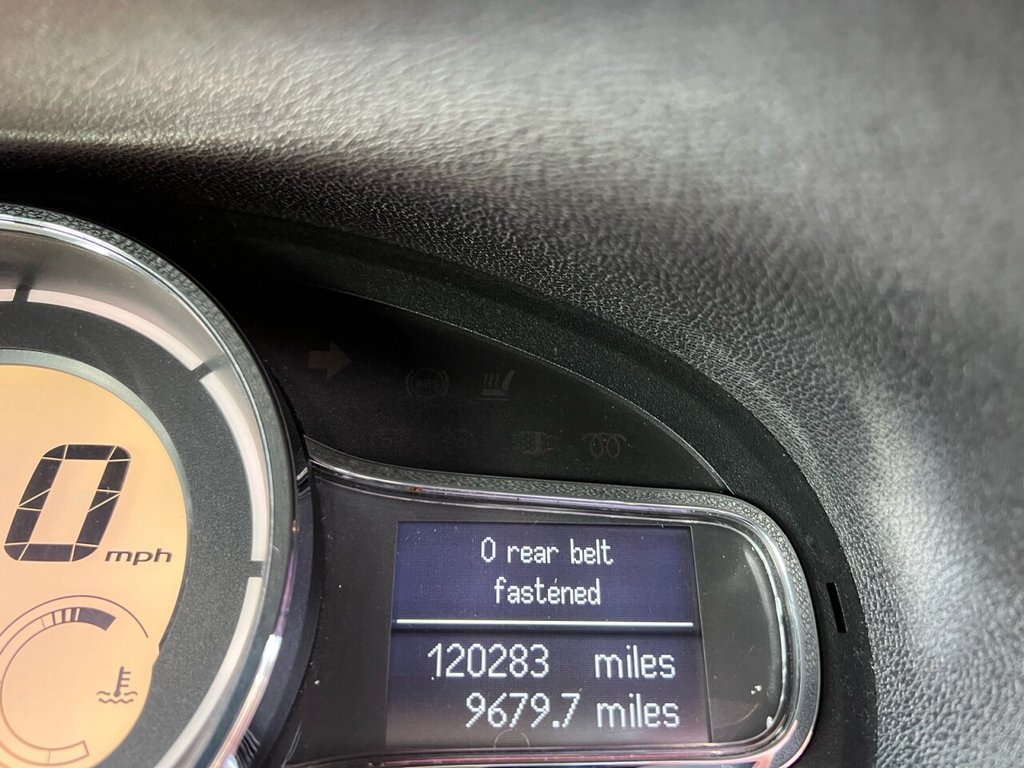 0 mph
0 rear belt
fastened
120283 miles
9679.7 miles